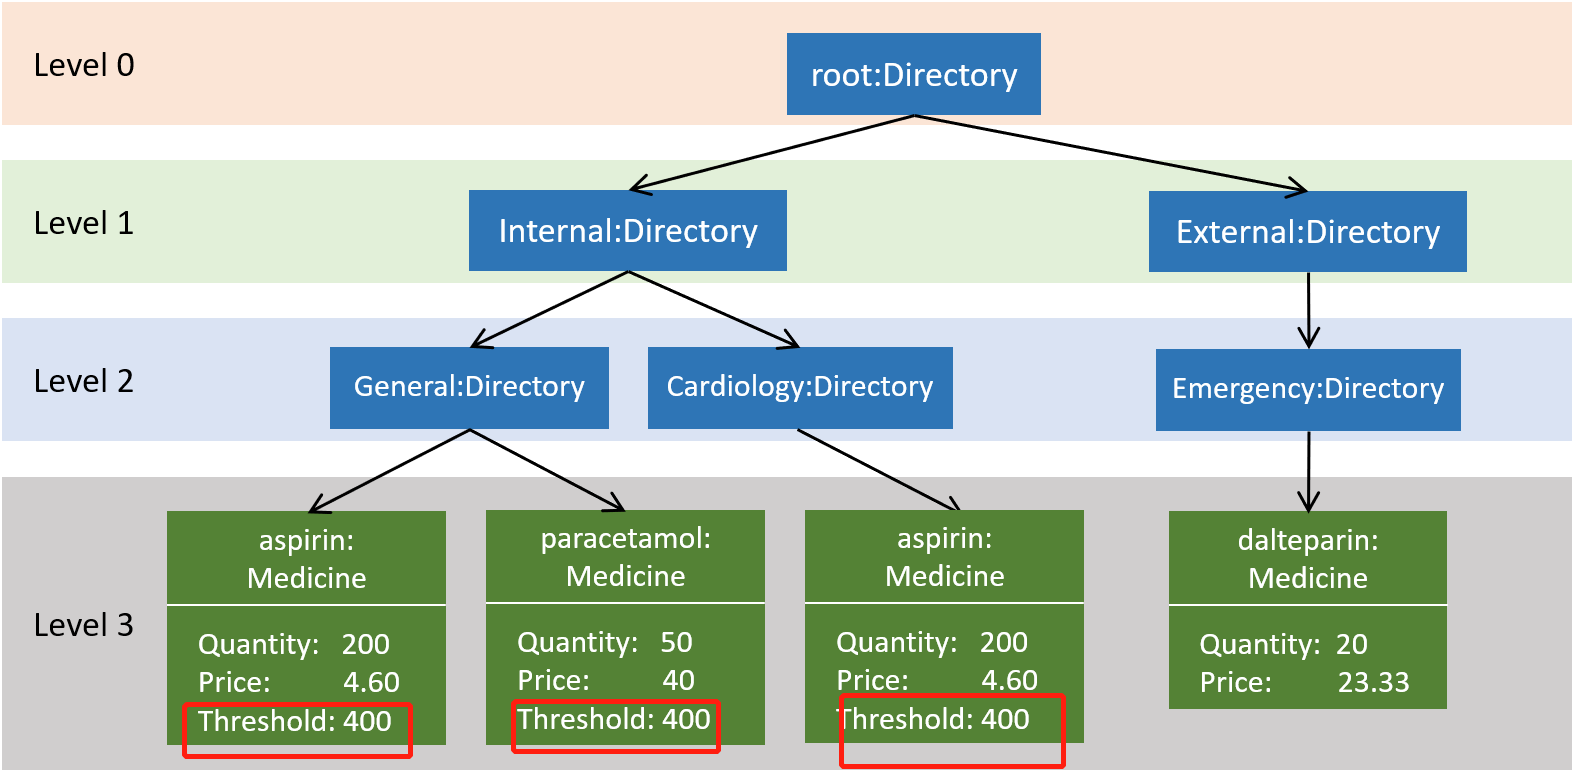 Level 0
root:Directory
Level 1
Internal:Directory
External:Directory
Level 2
General:Directory
Cardiology:Directory
Emergency:Directory
Level 3
aspirin:
Medicine
Quantity: 200
Price: 4.60
Threshold: 400
paracetamol:
Medicine
Quantity: 50
Price: 40
Threshold: 400
aspirin:
Medicine
Quantity: 200
Price: 4.60
Threshold: 400
dalteparin:
Medicine
Quantity: 20
Price: 23.33